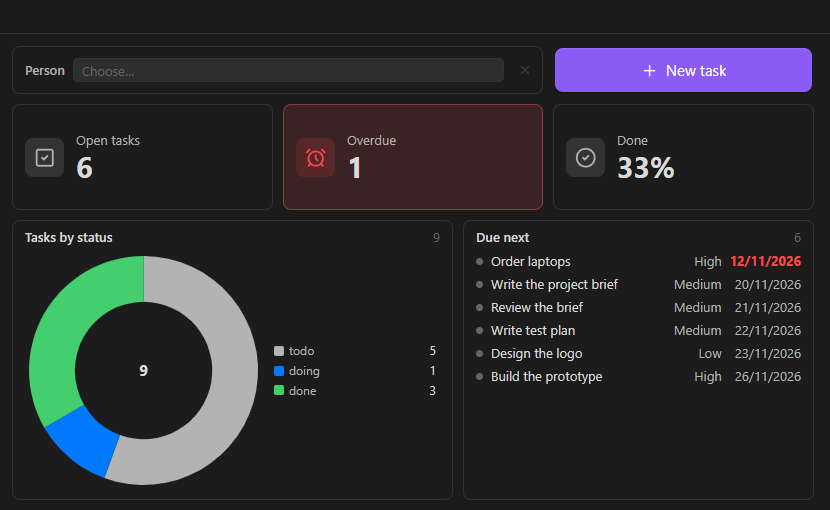 Person Choose... ×
+ New task
Open tasks
6
Overdue
1
Done
33%
Tasks by status 9
9
todo 5
doing 1
done 3
Due next 6
Order laptops High 12/11/2026
Write the project brief Medium 20/11/2026
Review the brief Medium 21/11/2026
Write test plan Medium 22/11/2026
Design the logo Low 23/11/2026
Build the prototype High 26/11/2026